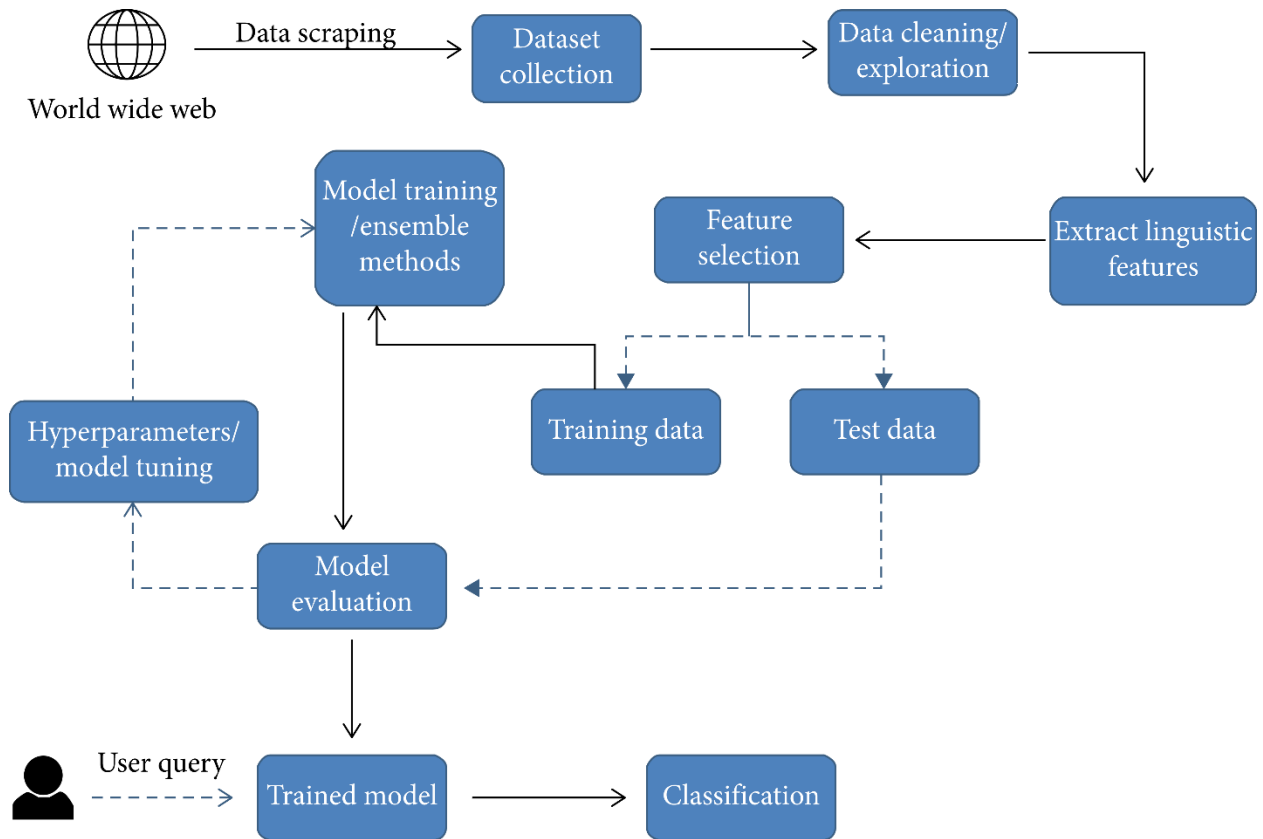 Data scraping
World wide web
Dataset
collection
Data cleaning/
exploration
Model training
/ensemble
methods
Feature
selection
Extract linguistic
features
Hyperparameters/
model tuning
Training data
Test data
Model
evaluation
User query
Trained model
Classification